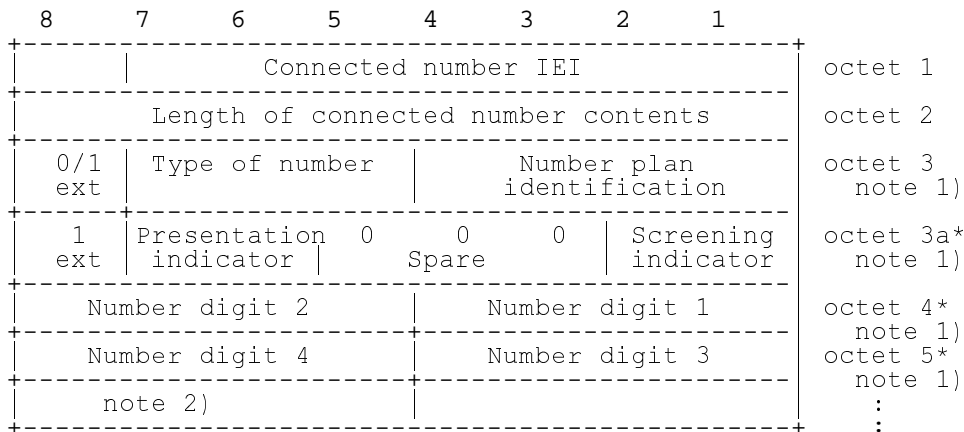 8 7 6 5 4 3 2 1
Connected number IEI octet 1
Length of connected number contents octet 2
0/1 Type of number Number plan octet 3
ext identification note 1)
1 Presentation 0 0 0 Screening octet 3a*
ext indicator Spare indicator note 1)
Number digit 2 Number digit 1 octet 4*
note 1)
Number digit 4 Number digit 3 octet 5*
note 1)
note 2) :
: